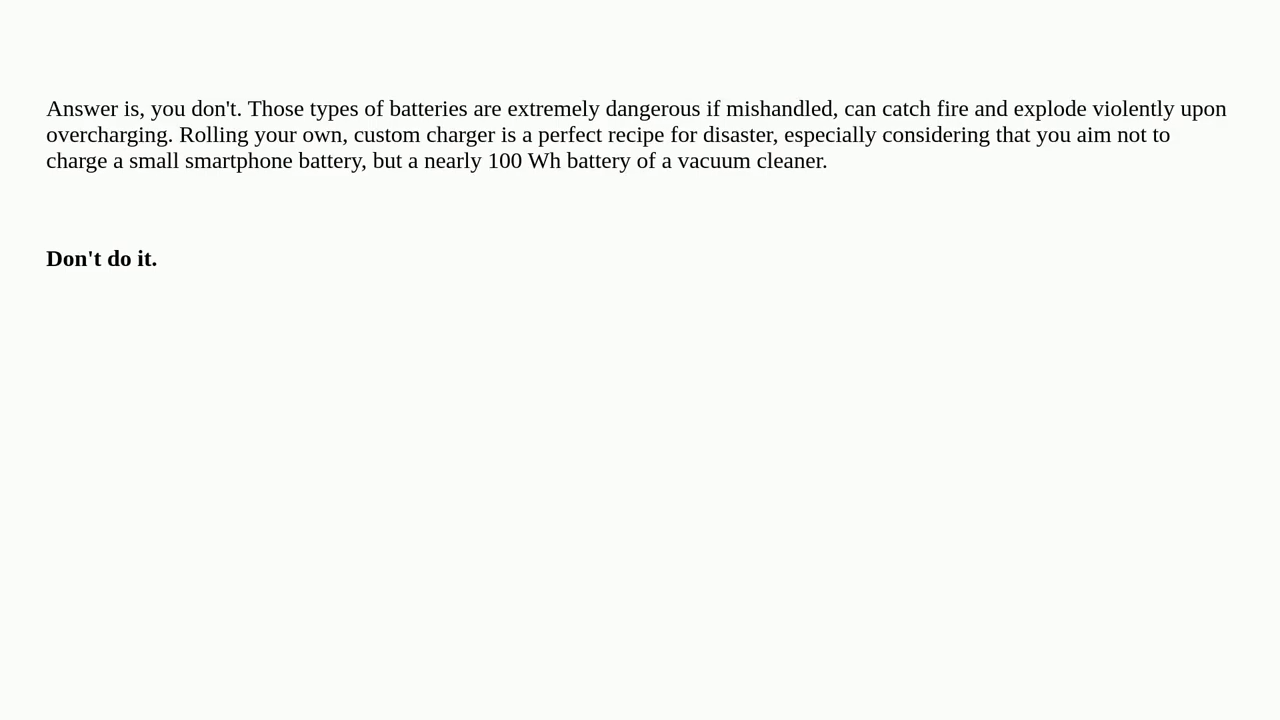 Answer is, you don't. Those types of batteries are extremely dangerous if mishandled, can catch fire and explode violently upon
overcharging. Rolling your own, custom charger is a perfect recipe for disaster, especially considering that you aim not to
charge a small smartphone battery, but a nearly 100 Wh battery of a vacuum cleaner.
Don't do it.